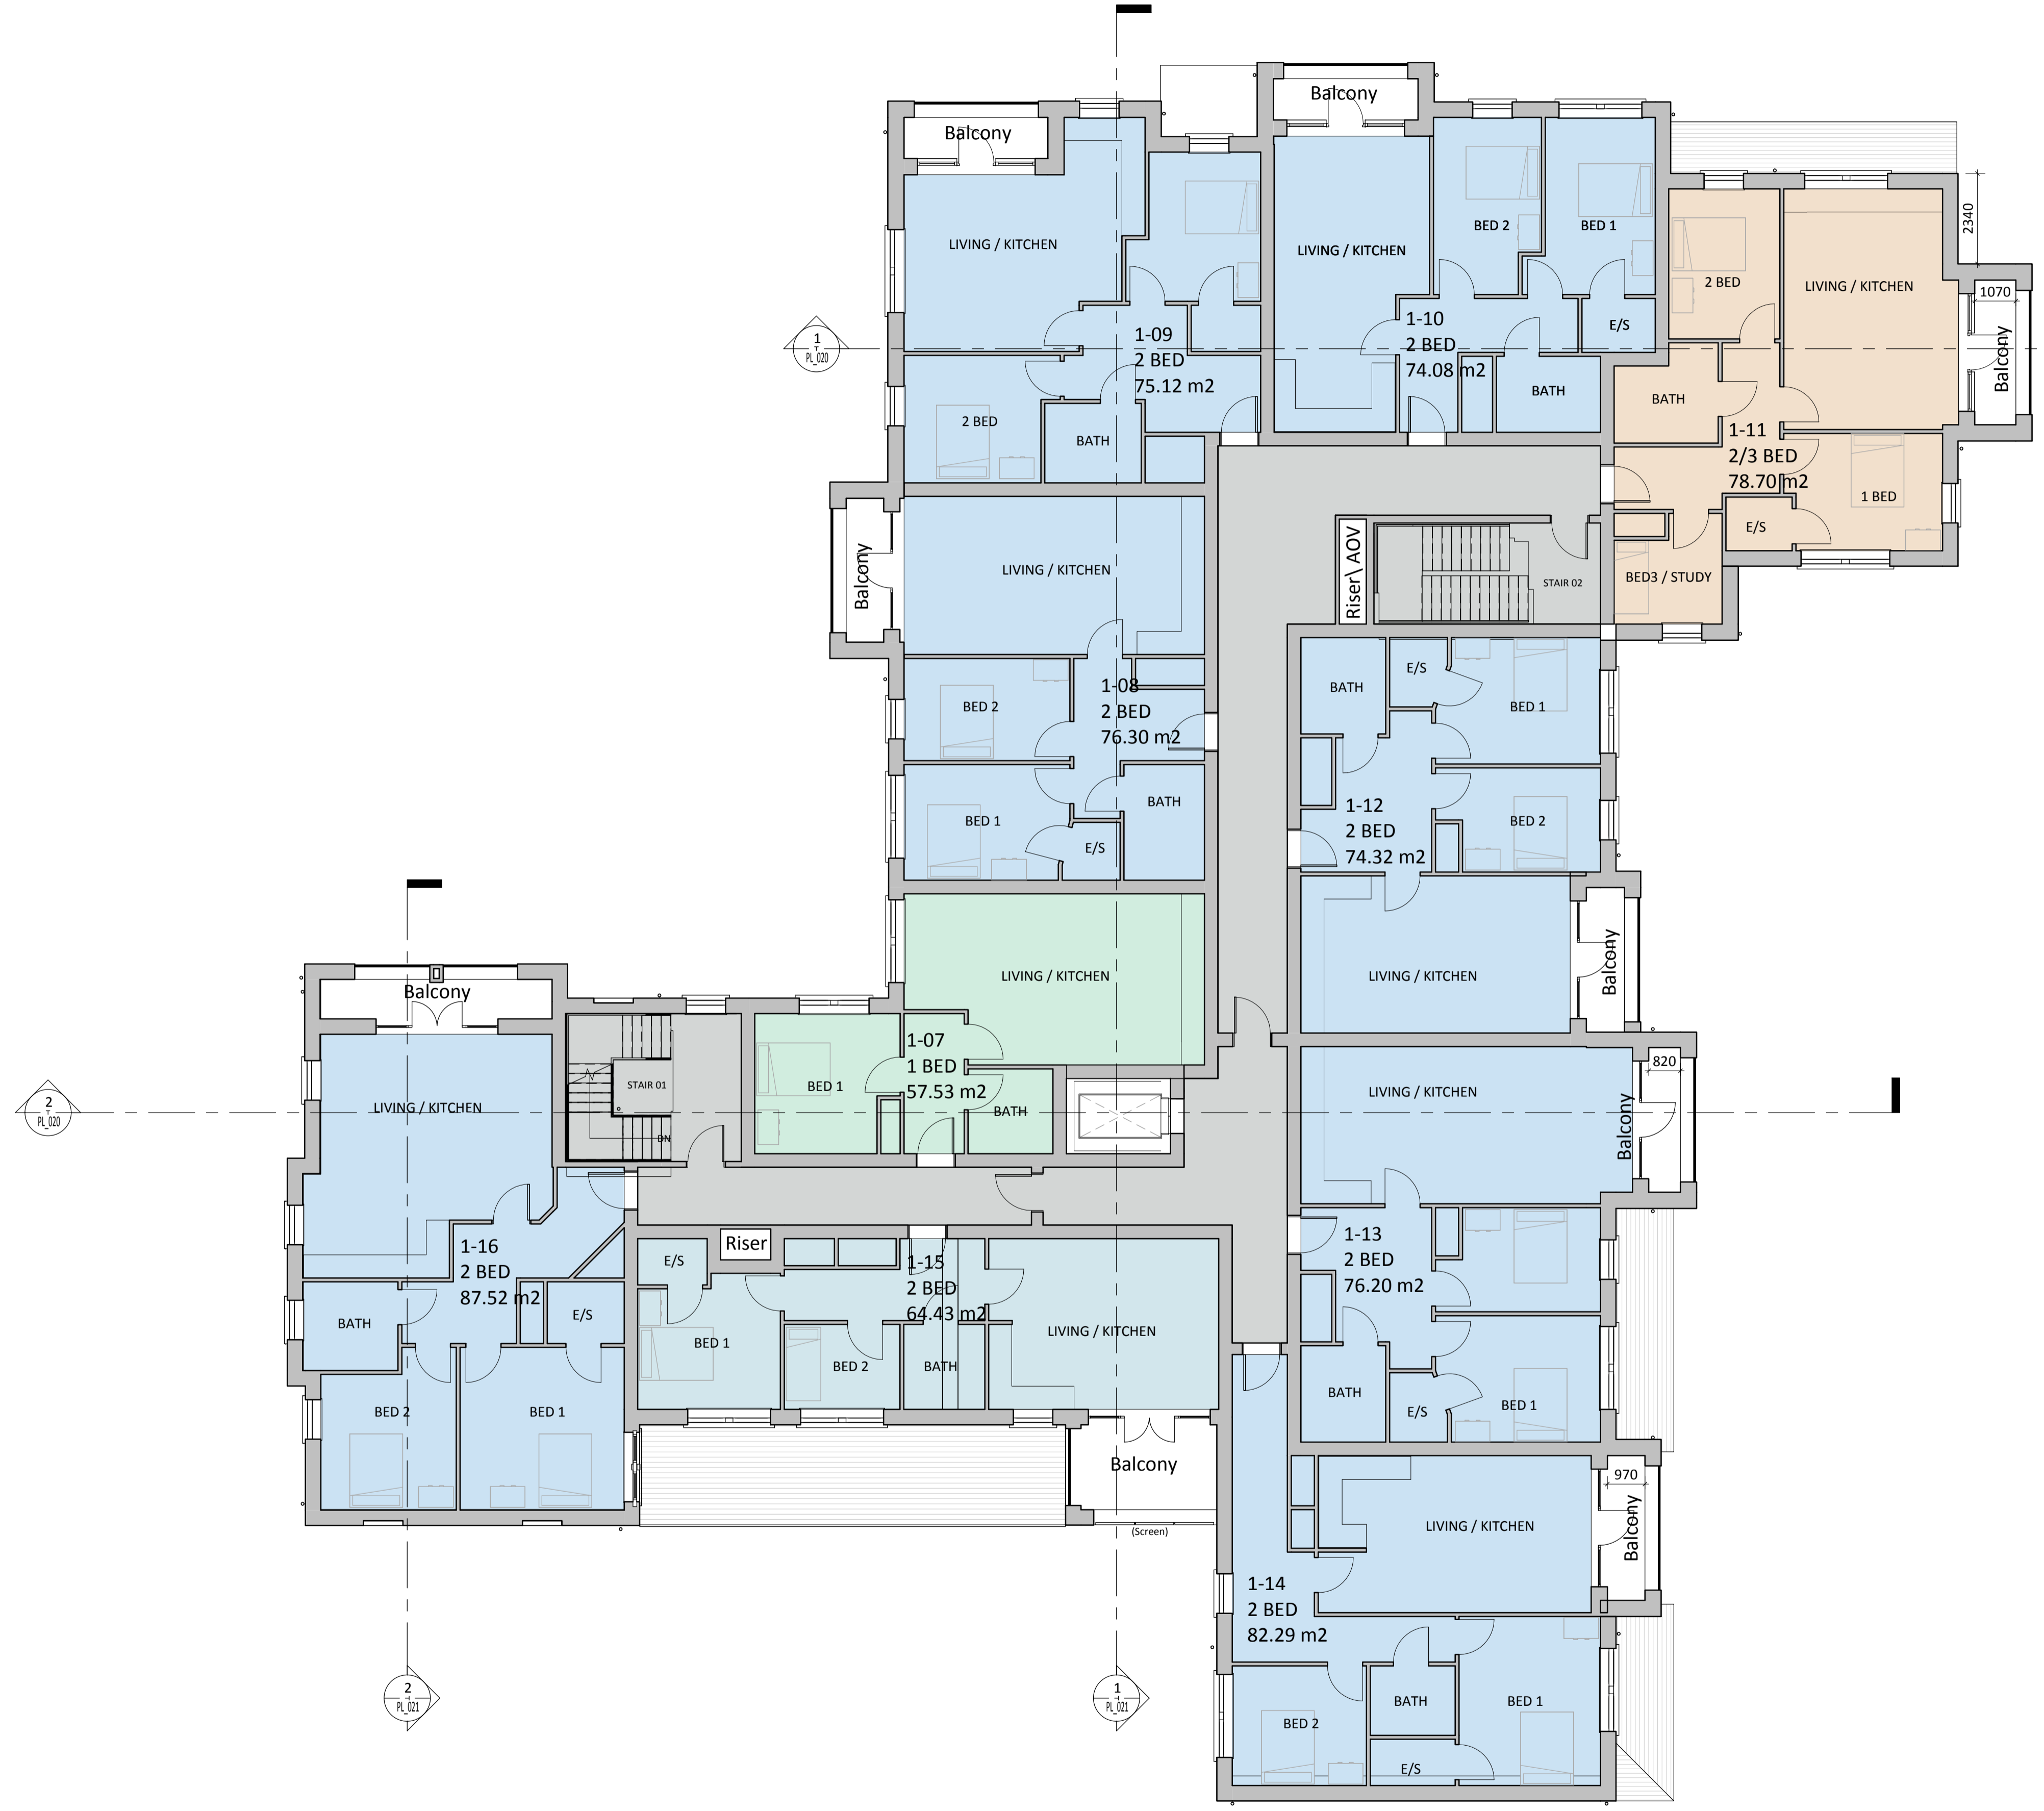 Balcony
Balcony
LIVING / KITCHEN
LIVING / KITCHEN
BED 2
BED 1
2340
2 BED
LIVING / KITCHEN
1070
Balcony
1
PL_020
1-09
2 BED
75.12 m2
1-10
2 BED
74.08 m2
E/S
BATH
BATH
2 BED
BATH
1-11
2/3 BED
78.70 m2
1 BED
E/S
BED3 / STUDY
Riser\ AOV
STAIR 02
Balcony
LIVING / KITCHEN
1-08
2 BED
76.30 m2
BED 2
BED 1
E/S
BATH
BATH
E/S
BED 1
1-12
2 BED
74.32 m2
BED 2
LIVING / KITCHEN
Balcony
LIVING / KITCHEN
1-07
1 BED
57.53 m2
BED 1
BATH
Balcony
STAIR 01
DN
LIVING / KITCHEN
2
PL_020
LIVING / KITCHEN
820
Balcony
1-13
2 BED
76.20 m2
BATH
E/S
BED 1
1-16
2 BED
87.52 m2
BATH
E/S
BED 2
BED 1
Riser
E/S
1-15
2 BED
64.43 m2
BED 1
BED 2
BATH
LIVING / KITCHEN
Balcony
(Screen)
970
Balcony
LIVING / KITCHEN
1-14
2 BED
82.29 m2
BED 2
BATH
E/S
BED 1
2
PL_021
1
PL_021